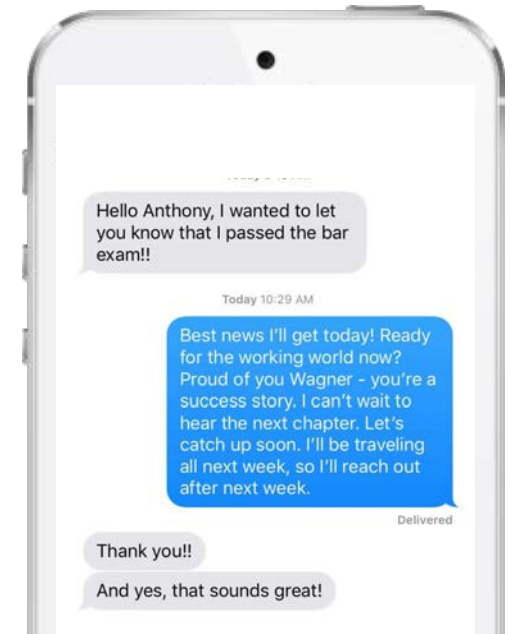 Hello Anthony, I wanted to let
you know that I passed the bar
exam!!
Today 10:29 AM
Best news I'll get today! Ready
for the working world now?
Proud of you Wagner - you're a
success story. I can't wait to
hear the next chapter. Let's
catch up soon. I'll be traveling
all next week, so I'll reach out
after next week.
Delivered
Thank you!!
And yes, that sounds great!